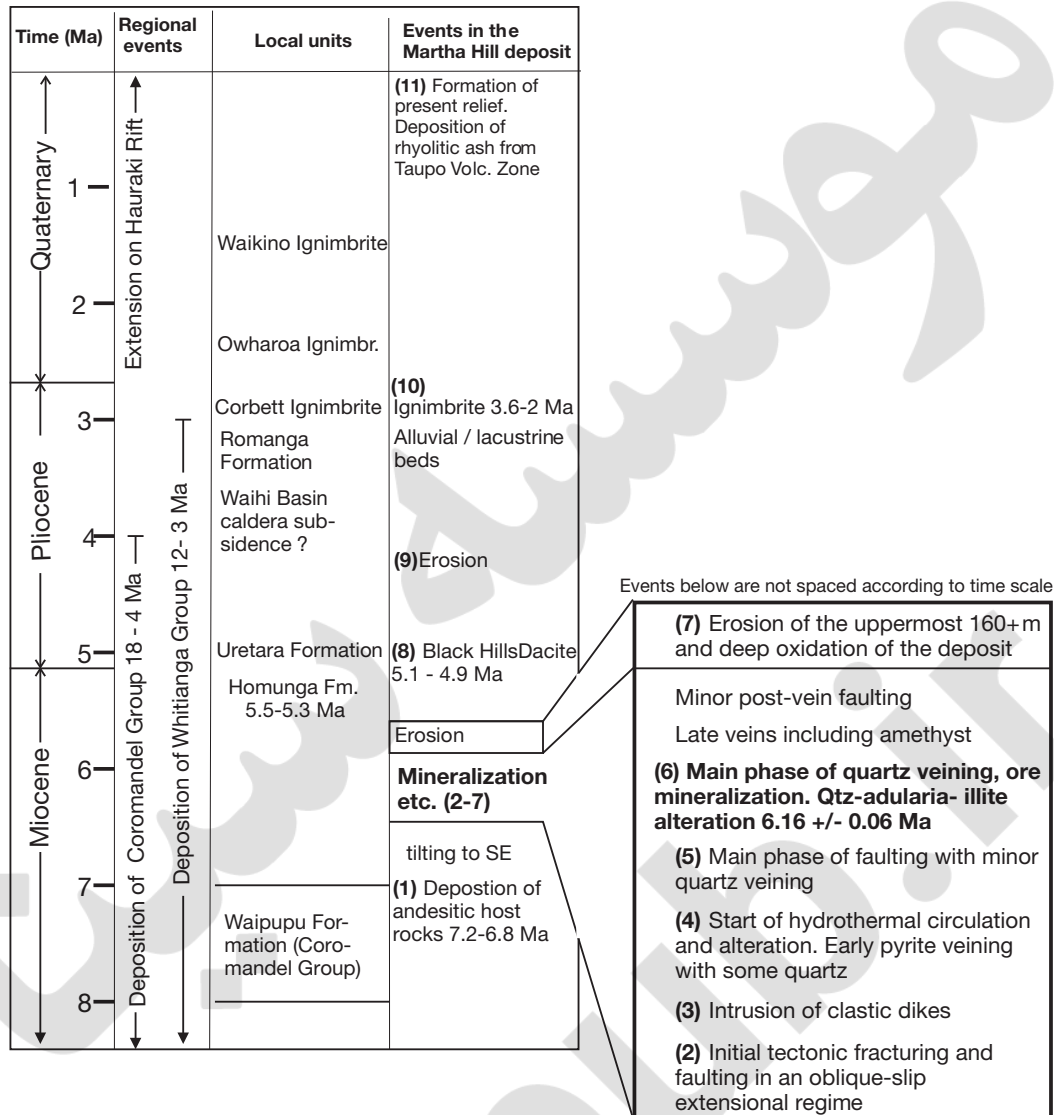 Time (Ma)
Regional
events
Local units
Events in the
Martha Hill deposit
Quaternary
Pliocene
Miocene
1
2
3
4
5
6
7
8
Extension on Hauraki Rift
Deposition of Coromandel Group 18 - 4 Ma
Deposition of Whitianga Group 12- 3 Ma
Waikino Ignimbrite
Owharoa Ignimbr.
Corbett Ignimbrite
Romanga
Formation
Waihi Basin
caldera sub-
sidence ?
Uretara Formation
Homunga Fm.
5.5-5.3 Ma
Waipupu For-
mation (Coro-
mandel Group)
(11) Formation of
present relief.
Deposition of
rhyolitic ash from
Taupo Volc. Zone
(10)
Ignimbrite 3.6-2 Ma
Alluvial / lacustrine
beds
(9)Erosion
(8) Black HillsDacite
5.1 - 4.9 Ma
Erosion
Mineralization
etc. (2-7)
tilting to SE
(1) Depostion of
andesitic host
rocks 7.2-6.8 Ma
Events below are not spaced according to time scale
(7) Erosion of the uppermost 160+m
and deep oxidation of the deposit
Minor post-vein faulting
Late veins including amethyst
(6) Main phase of quartz veining, ore
mineralization. Qtz-adularia- illite
alteration 6.16 +/- 0.06 Ma
(5) Main phase of faulting with minor
quartz veining
(4) Start of hydrothermal circulation
and alteration. Early pyrite veining
with some quartz
(3) Intrusion of clastic dikes
(2) Initial tectonic fracturing and
faulting in an oblique-slip
extensional regime